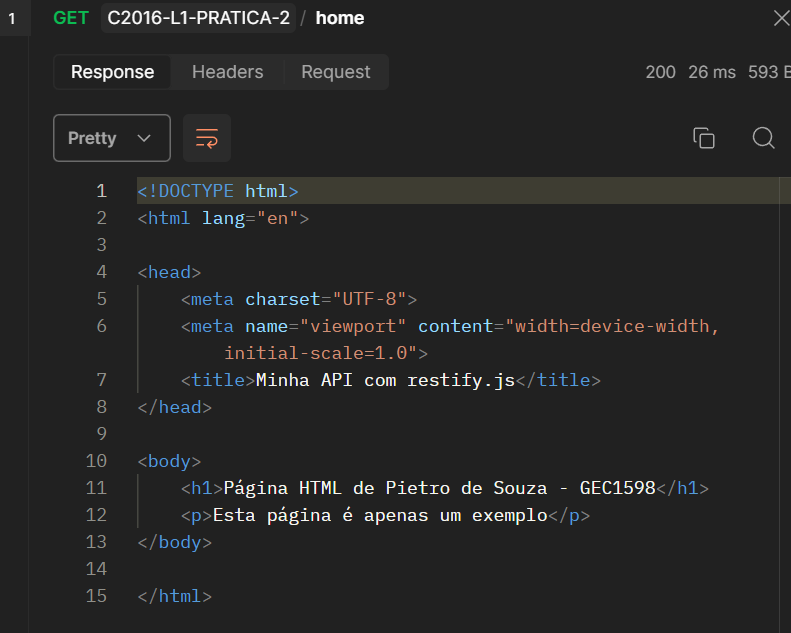 1 GET C2016-L1-PRATICA-2 / home
Response Headers Request 200 26 ms 593 B
Pretty
1 <!DOCTYPE html>
2 <html lang="en">
3
4 <head>
5 <meta charset="UTF-8">
6 <meta name="viewport" content="width=device-width,
initial-scale=1.0">
7 <title>Minha API com restify.js</title>
8 </head>
9
10 <body>
11 <h1>Página HTML de Pietro de Souza - GEC1598</h1>
12 <p>Esta página é apenas um exemplo</p>
13 </body>
14
15 </html>